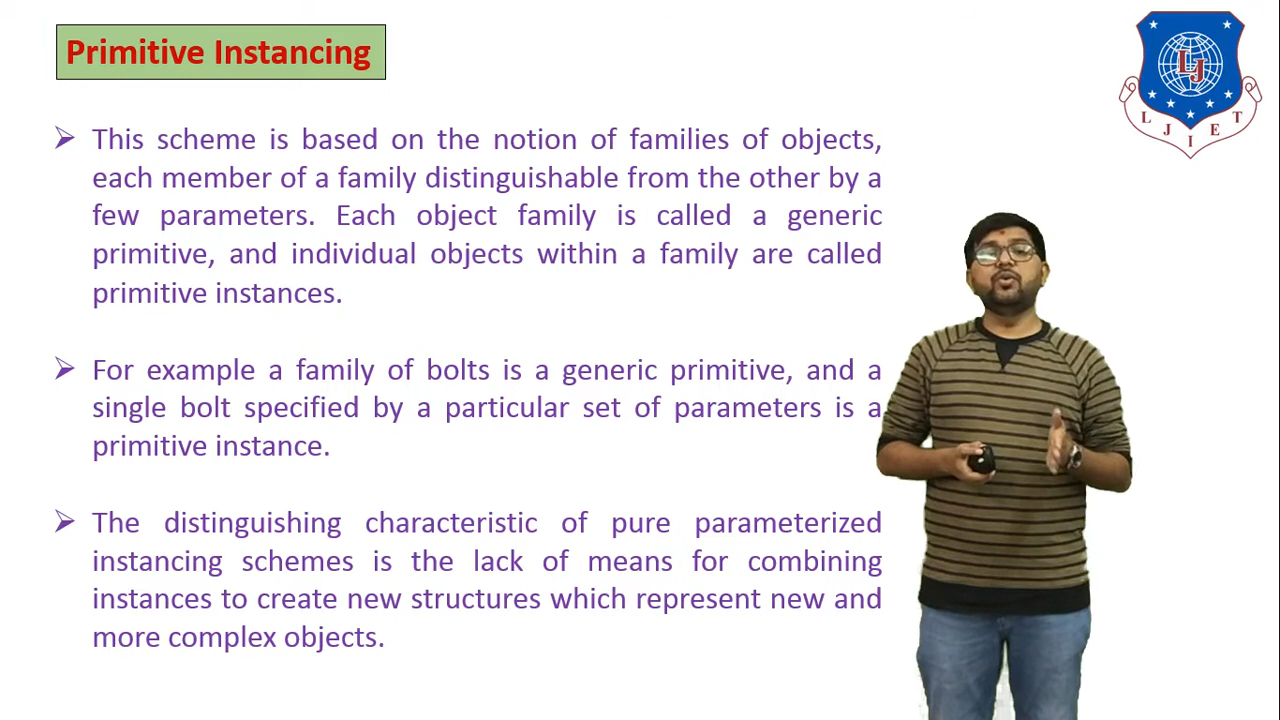 Primitive Instancing
This scheme is based on the notion of families of objects,
each member of a family distinguishable from the other by a
few parameters. Each object family is called a generic
primitive, and individual objects within a family are called
primitive instances.
For example a family of bolts is a generic primitive, and a
single bolt specified by a particular set of parameters is a
primitive instance.
The distinguishing characteristic of pure parameterized
instancing schemes is the lack of means for combining
instances to create new structures which represent new and
more complex objects.
LJ
L J I E T